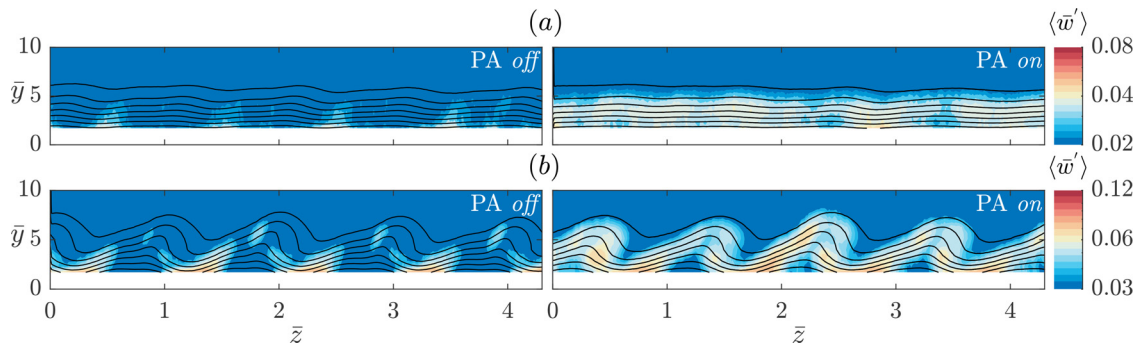 (a) ⟨w̄′⟩
10 PA off PA on 0.08
ȳ 5 0.04
0 0.02
(b) ⟨w̄′⟩
10 PA off PA on 0.12
ȳ 5 0.06
0 0.03
0 1 2 3 4 0 1 2 3 4
z̄ z̄